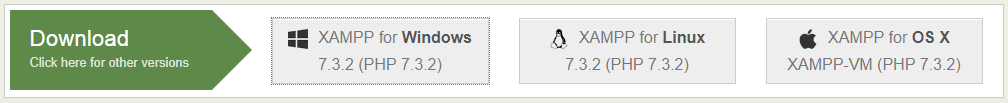 Download
Click here for other versions
XAMPP for Windows
7.3.2 (PHP 7.3.2)
XAMPP for Linux
7.3.2 (PHP 7.3.2)
XAMPP for OS X
XAMPP-VM (PHP 7.3.2)